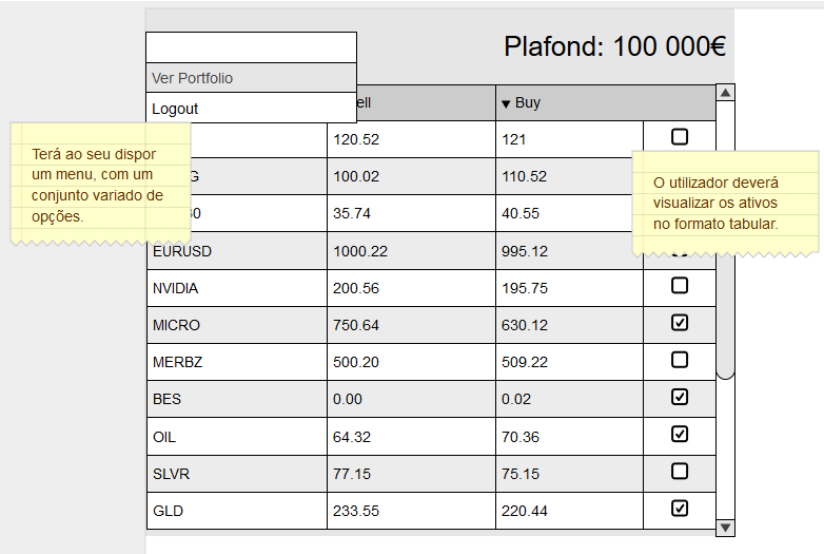 Plafond: 100 000€
Ver Portfolio
Logout
ell ▼ Buy
120.52 121
G 100.02 110.52
0 35.74 40.55
EURUSD 1000.22 995.12
NVIDIA 200.56 195.75
MICRO 750.64 630.12
MERBZ 500.20 509.22
BES 0.00 0.02
OIL 64.32 70.36
SLVR 77.15 75.15
GLD 233.55 220.44
Terá ao seu dispor
um menu, com um
conjunto variado de
opções.
O utilizador deverá
visualizar os ativos
no formato tabular.